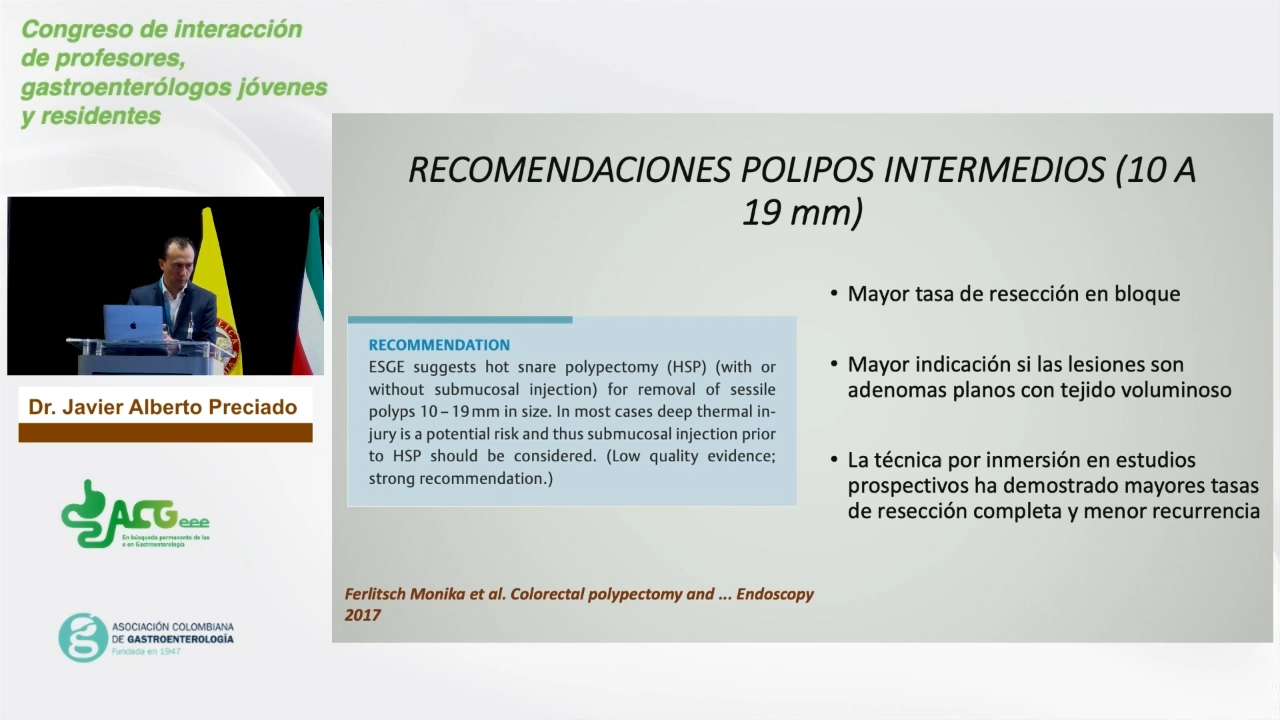 Congreso de interacción
de profesores,
gastroenterólogos jóvenes
y residentes
RECOMENDACIONES POLIPOS INTERMEDIOS (10 A
19 mm)
RECOMMENDATION
ESGE suggests hot snare polypectomy (HSP) (with or
without submucosal injection) for removal of sessile
polyps 10 – 19 mm in size. In most cases deep thermal in-
jury is a potential risk and thus submucosal injection prior
to HSP should be considered. (Low quality evidence;
strong recommendation.)
• Mayor tasa de resección en bloque
• Mayor indicación si las lesiones son
adenomas planos con tejido voluminoso
• La técnica por inmersión en estudios
prospectivos ha demostrado mayores tasas
de resección completa y menor recurrencia
Ferlitsch Monika et al. Colorectal polypectomy and ... Endoscopy
2017
Dr. Javier Alberto Preciado
ACGeee
En búsqueda permanente de las
e en Gastroenterología
ASOCIACIÓN COLOMBIANA
DE GASTROENTEROLOGÍA
Fundada en 1947